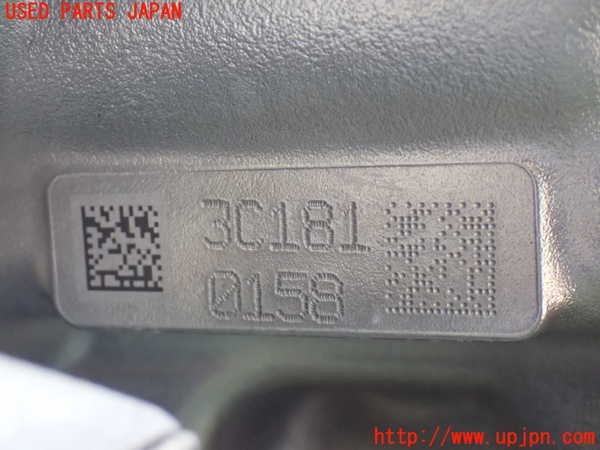 USED PARTS JAPAN
3C181
0158
http://www.upjpn.com/